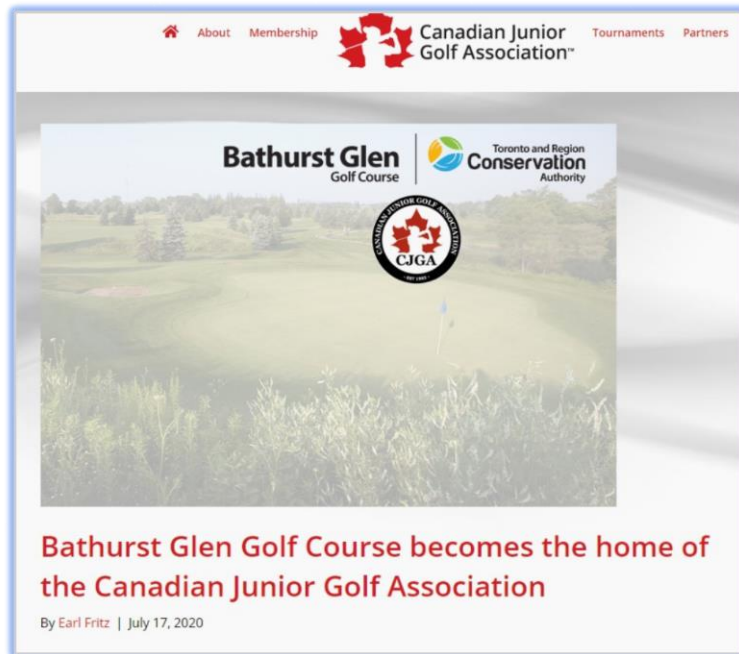 About Membership Canadian Junior Golf Association™ Tournaments Partners
Bathurst Glen
Golf Course
Toronto and Region
Conservation
Authority
CANADIAN JUNIOR GOLF ASSOCIATION
CJGA
Bathurst Glen Golf Course becomes the home of
the Canadian Junior Golf Association
By Earl Fritz | July 17, 2020